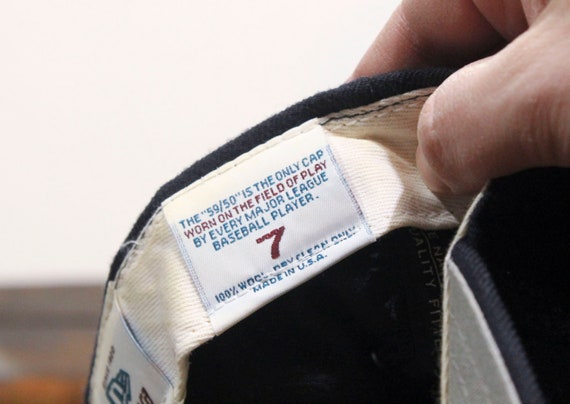 THE "59/50" IS THE ONLY CAP
WORN ON THE FIELD OF PLAY
BY EVERY MAJOR LEAGUE
BASEBALL PLAYER.
7
100% WOOL-DRY CLEAN ONLY
MADE IN U.S.A.